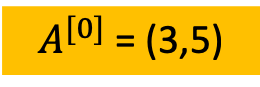 A[0] = (3,5)